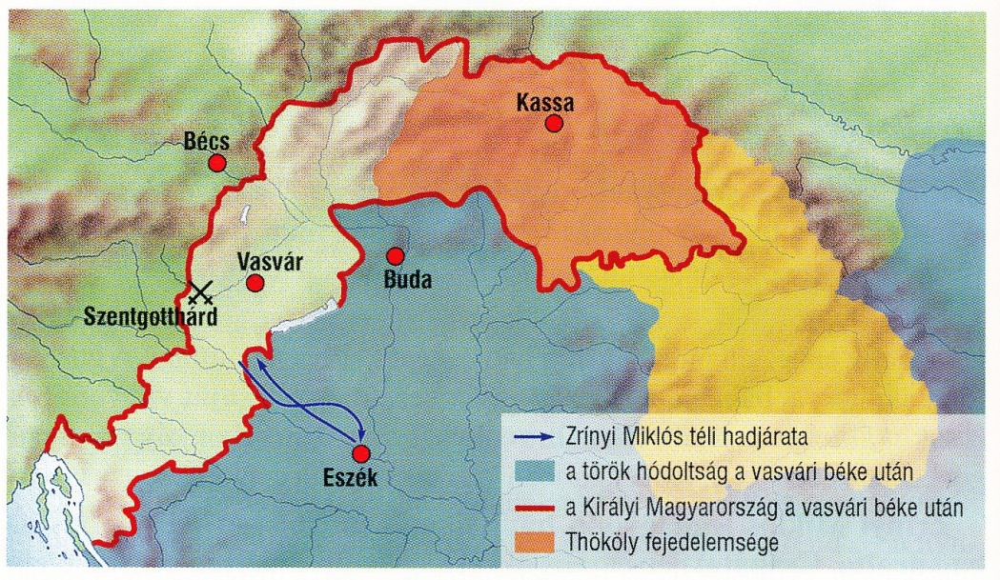 Kassa
Bécs
Vasvár
Buda
Szentgotthárd
Eszék
Zrínyi Miklós téli hadjárata
a török hódoltság a vasvári béke után
a Királyi Magyarország a vasvári béke után
Thököly fejedelemsége